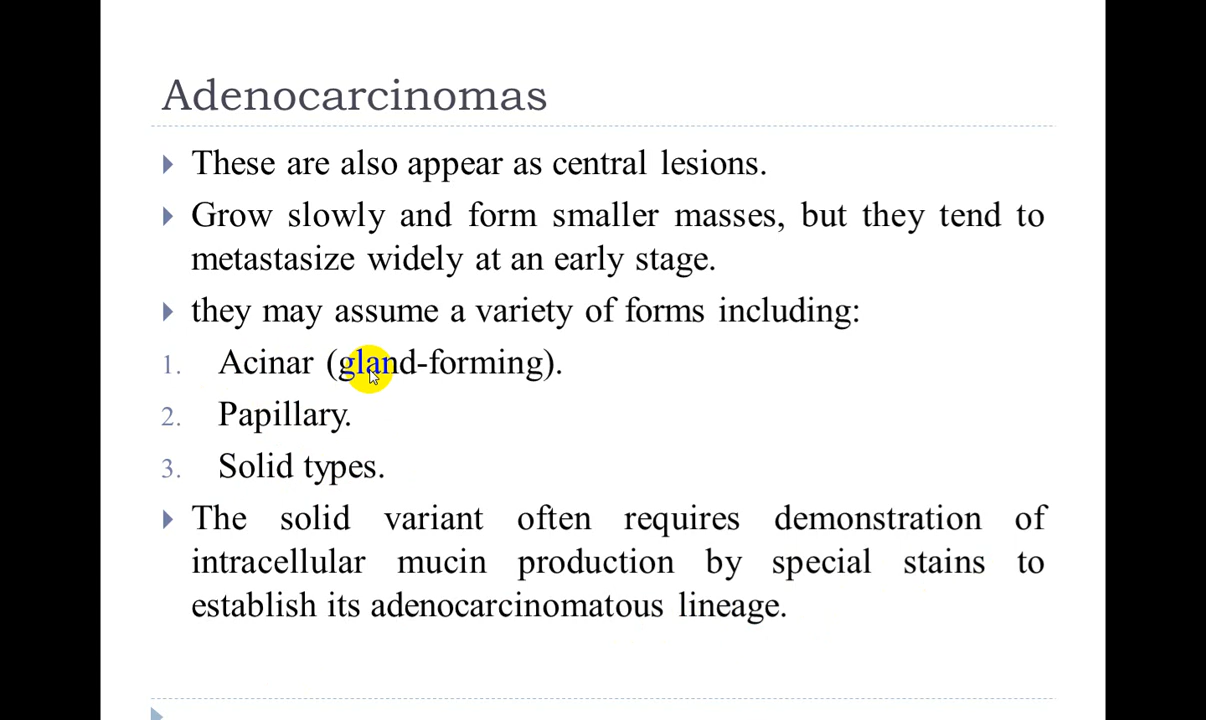 Adenocarcinomas
These are also appear as central lesions.
Grow slowly and form smaller masses, but they tend to
metastasize widely at an early stage.
they may assume a variety of forms including:
1. Acinar (gland-forming).
2. Papillary.
3. Solid types.
The solid variant often requires demonstration of
intracellular mucin production by special stains to
establish its adenocarcinomatous lineage.